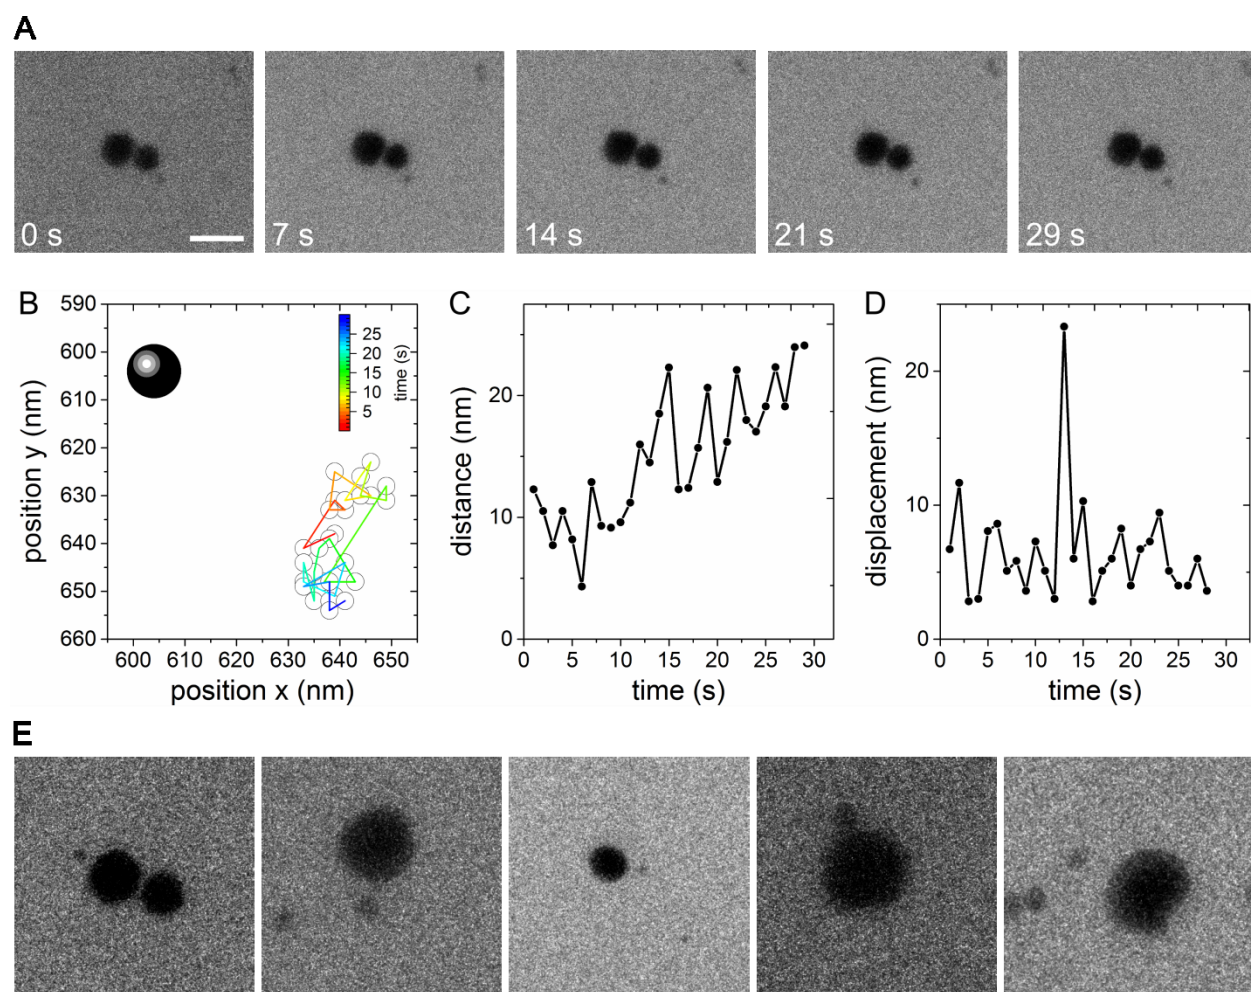 A
0 s
7 s
14 s
21 s
29 s
B
590
600
610
620
630
640
650
660
position y (nm)
600 610 620 630 640 650
position x (nm)
25
20
15
10
5
time (s)
C
20
10
0
distance (nm)
0 5 10 15 20 25 30
time (s)
D
20
10
0
displacement (nm)
0 5 10 15 20 25 30
time (s)
E